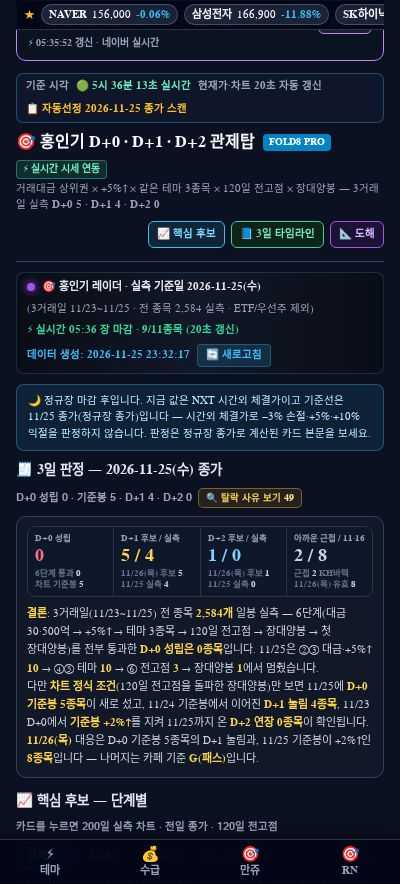 ★ NAVER 156,000 -0.06% 삼성전자 166,900 -11.88% SK하이닉
⚡ 05:35:52 갱신 · 네이버 실시간
기준 시각 🟢 5시 36분 13초 실시간 현재가·차트 20초 자동 갱신
📋 자동선정 2026-11-25 종가 스캔
🎯 홍인기 D+0 · D+1 · D+2 관제탑 FOLD8 PRO
⚡실시간 시세 연동
거래대금 상위권 × +5%↑ × 같은 테마 3종목 × 120일 전고점 × 장대양봉 — 3거래
일 실측 D+0 5 · D+1 4 · D+2 0
📈 핵심 후보 📘 3일 타임라인 📐 도해
🎯 홍인기 레이더 · 실측 기준일 2026-11-25(수)
(3거래일 11/23~11/25 · 전 종목 2,584 실측 · ETF/우선주 제외)
⚡ 실시간 05:36 장 마감 · 9/11종목 (20초 갱신)
데이터 생성: 2026-11-25 23:32:17 🔄 새로고침
🌙 정규장 마감 후입니다. 지금 값은 NXT 시간외 체결가이고 기준선은
11/25 종가(정규장 종가)입니다 — 시간외 체결가로 −3% 손절·+5%·+10%
익절을 판정하지 않습니다. 판정은 정규장 종가로 계산된 카드 본문을 보세요.
🧾 3일 판정 — 2026-11-25(수) 종가
D+0 성립 0 · 기준봉 5 · D+1 4 · D+2 0 🔍 탈락 사유 보기 49
D+0 성립
0
6단계 통과 0
차트 기준봉 5
D+1 후보 / 실측
5 / 4
11/26(목) 후보 5
11/25 실측 4
D+2 후보 / 실측
1 / 0
11/26(목) 후보 1
11/25 실측 0
아까운 근접 / 11·16
2 / 8
근접 2 KH바텍
11/26(목) 유효 8
결론: 3거래일(11/23~11/25) 전 종목 2,584개 일봉 실측 — 6단계(대금
30·500억 → +5%↑ → 테마 3종목 → 120일 전고점 → 장대양봉 → 첫
장대양봉)를 전부 통과한 D+0 성립은 0종목입니다. 11/25은 ②③ 대금·+5%↑
10 → ④⑤ 테마 10 → ⑥ 전고점 3 → 장대양봉 1에서 멈췄습니다.
다만 차트 정식 조건(120일 전고점을 돌파한 장대양봉)만 보면 11/25에 D+0
기준봉 5종목이 새로 섰고, 11/24 기준봉에서 이어진 D+1 눌림 4종목, 11/23
D+0에서 기준봉 +2%↑를 지켜 11/25까지 온 D+2 연장 0종목이 확인됩니다.
11/26(목) 대응은 D+0 기준봉 5종목의 D+1 눌림과, 11/25 기준봉이 +2%↑인
8종목입니다 — 나머지는 카페 기준 G(패스)입니다.
📈 핵심 후보 — 단계별
카드를 누르면 200일 실측 차트 · 전일 종가 · 120일 전고점
⚡ 테마
💰 수급
🎯 만쥬
🎯 RN